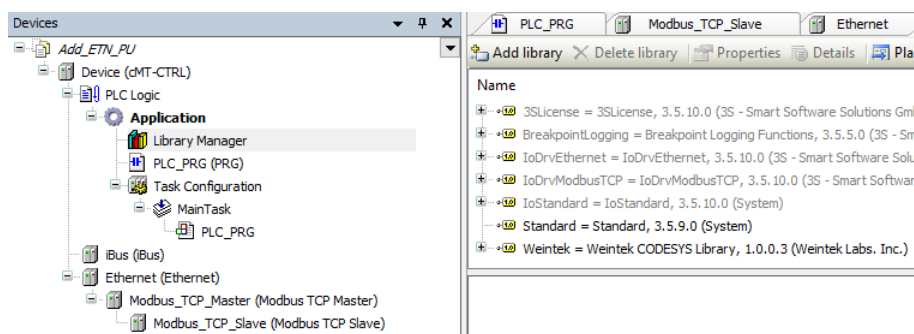 Devices
Add_ETN_PU
Device (cMT-CTRL)
PLC Logic
Application
Library Manager
PLC_PRG (PRG)
Task Configuration
MainTask
PLC_PRG
iBus (iBus)
Ethernet (Ethernet)
Modbus_TCP_Master (Modbus TCP Master)
Modbus_TCP_Slave (Modbus TCP Slave)
PLC_PRG Modbus_TCP_Slave Ethernet
Add library Delete library Properties Details Pla
Name
3SLicense = 3SLicense, 3.5.10.0 (3S - Smart Software Solutions Gm
BreakpointLogging = Breakpoint Logging Functions, 3.5.5.0 (3S - Sm
IoDrvEthernet = IoDrvEthernet, 3.5.10.0 (3S - Smart Software Solu
IoDrvModbusTCP = IoDrvModbusTCP, 3.5.10.0 (3S - Smart Softwar
IoStandard = IoStandard, 3.5.10.0 (System)
Standard = Standard, 3.5.9.0 (System)
Weintek = Weintek CODESYS Library, 1.0.0.3 (Weintek Labs. Inc.)